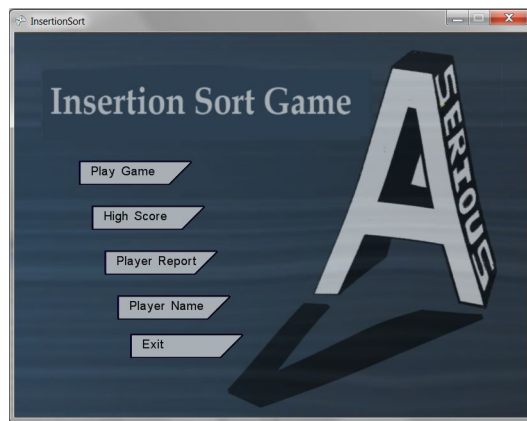 InsertionSort
Insertion Sort Game
A
SERIOUS
Play Game
High Score
Player Report
Player Name
Exit